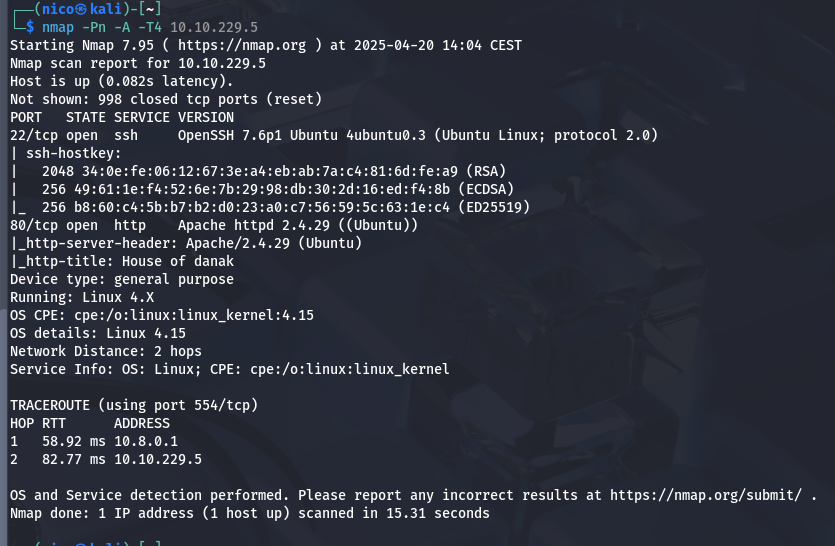 ┌──(nico㉿kali)-[~]
└─$ nmap -Pn -A -T4 10.10.229.5
Starting Nmap 7.95 ( https://nmap.org ) at 2025-04-20 14:04 CEST
Nmap scan report for 10.10.229.5
Host is up (0.082s latency).
Not shown: 998 closed tcp ports (reset)
PORT   STATE SERVICE VERSION
22/tcp open  ssh     OpenSSH 7.6p1 Ubuntu 4ubuntu0.3 (Ubuntu Linux; protocol 2.0)
| ssh-hostkey:
|   2048 34:0e:fe:06:12:67:3e:a4:eb:ab:7a:c4:81:6d:fe:a9 (RSA)
|   256 49:61:1e:f4:52:6e:7b:29:98:db:30:2d:16:ed:f4:8b (ECDSA)
|_  256 b8:60:c4:5b:b7:b2:d0:23:a0:c7:56:59:5c:63:1e:c4 (ED25519)
80/tcp open  http    Apache httpd 2.4.29 ((Ubuntu))
|_http-server-header: Apache/2.4.29 (Ubuntu)
|_http-title: House of danak
Device type: general purpose
Running: Linux 4.X
OS CPE: cpe:/o:linux:linux_kernel:4.15
OS details: Linux 4.15
Network Distance: 2 hops
Service Info: OS: Linux; CPE: cpe:/o:linux:linux_kernel
TRACEROUTE (using port 554/tcp)
HOP RTT      ADDRESS
1   58.92 ms 10.8.0.1
2   82.77 ms 10.10.229.5
OS and Service detection performed. Please report any incorrect results at https://nmap.org/submit/ .
Nmap done: 1 IP address (1 host up) scanned in 15.31 seconds